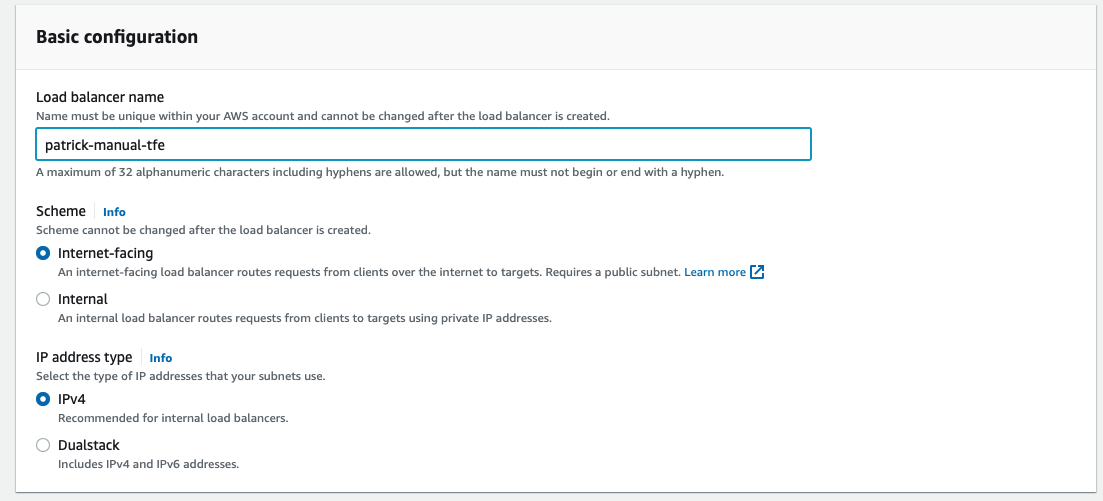 Basic configuration
Load balancer name
Name must be unique within your AWS account and cannot be changed after the load balancer is created.
patrick-manual-tfe
A maximum of 32 alphanumeric characters including hyphens are allowed, but the name must not begin or end with a hyphen.
Scheme Info
Scheme cannot be changed after the load balancer is created.
Internet-facing
An internet-facing load balancer routes requests from clients over the internet to targets. Requires a public subnet. Learn more
Internal
An internal load balancer routes requests from clients to targets using private IP addresses.
IP address type Info
Select the type of IP addresses that your subnets use.
IPv4
Recommended for internal load balancers.
Dualstack
Includes IPv4 and IPv6 addresses.